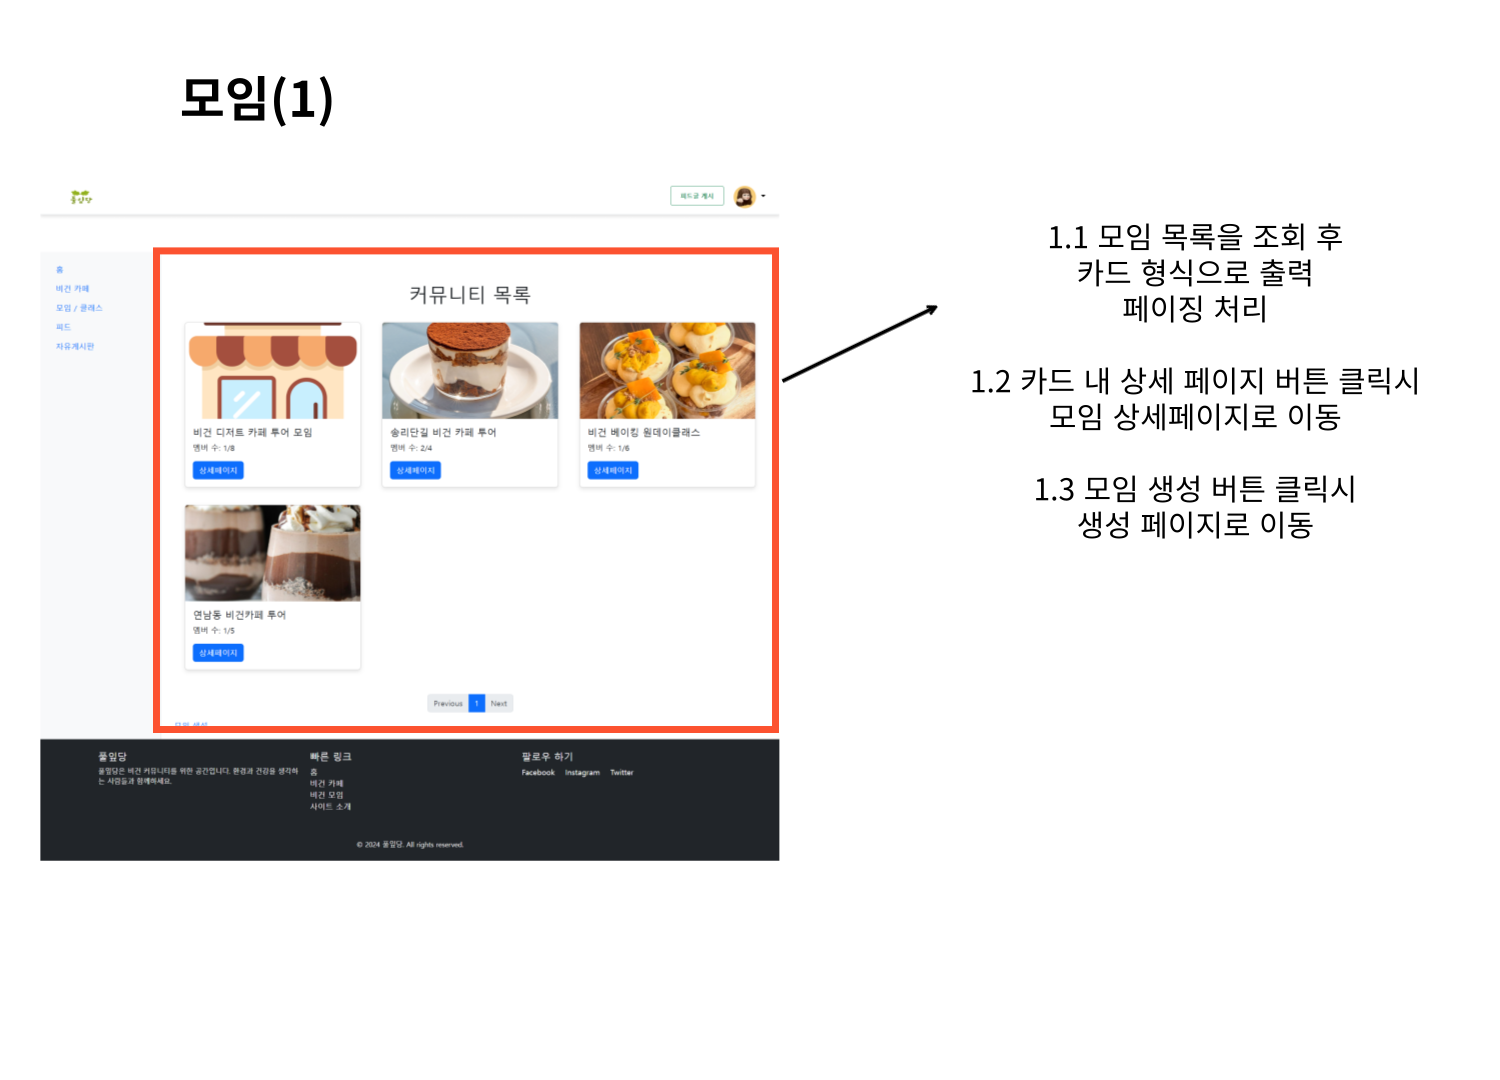 모임(1)
풀잎당
피드글 게시
홈
비건 카페
모임 / 클래스
피드
자유게시판
커뮤니티 목록
비건 디저트 카페 투어 모임
멤버 수: 1/8
상세페이지
송리단길 비건 카페 투어
멤버 수: 2/4
상세페이지
비건 베이킹 원데이클래스
멤버 수: 1/6
상세페이지
연남동 비건카페 투어
멤버 수: 1/5
상세페이지
Previous 1 Next
모임 생성
풀잎당
풀잎당은 비건 커뮤니티를 위한 공간입니다. 환경과 건강을 생각하
는 사람들과 함께하세요.
빠른 링크
홈
비건 카페
비건 모임
사이트 소개
팔로우 하기
Facebook Instagram Twitter
© 2024 풀잎당. All rights reserved.
1.1 모임 목록을 조회 후
카드 형식으로 출력
페이징 처리
1.2 카드 내 상세 페이지 버튼 클릭시
모임 상세페이지로 이동
1.3 모임 생성 버튼 클릭시
생성 페이지로 이동